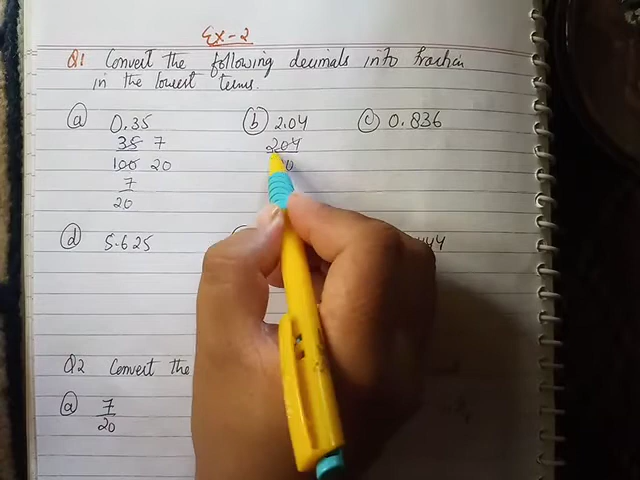 Ex-2
Q1 Convert the following decimals into fraction
in the lowest terms.
(a) 0.35 (b) 2.04 (c) 0.836
35 7 204
100 20
7
20
(d) 5.625
Q2 Convert the
(a) 7
20